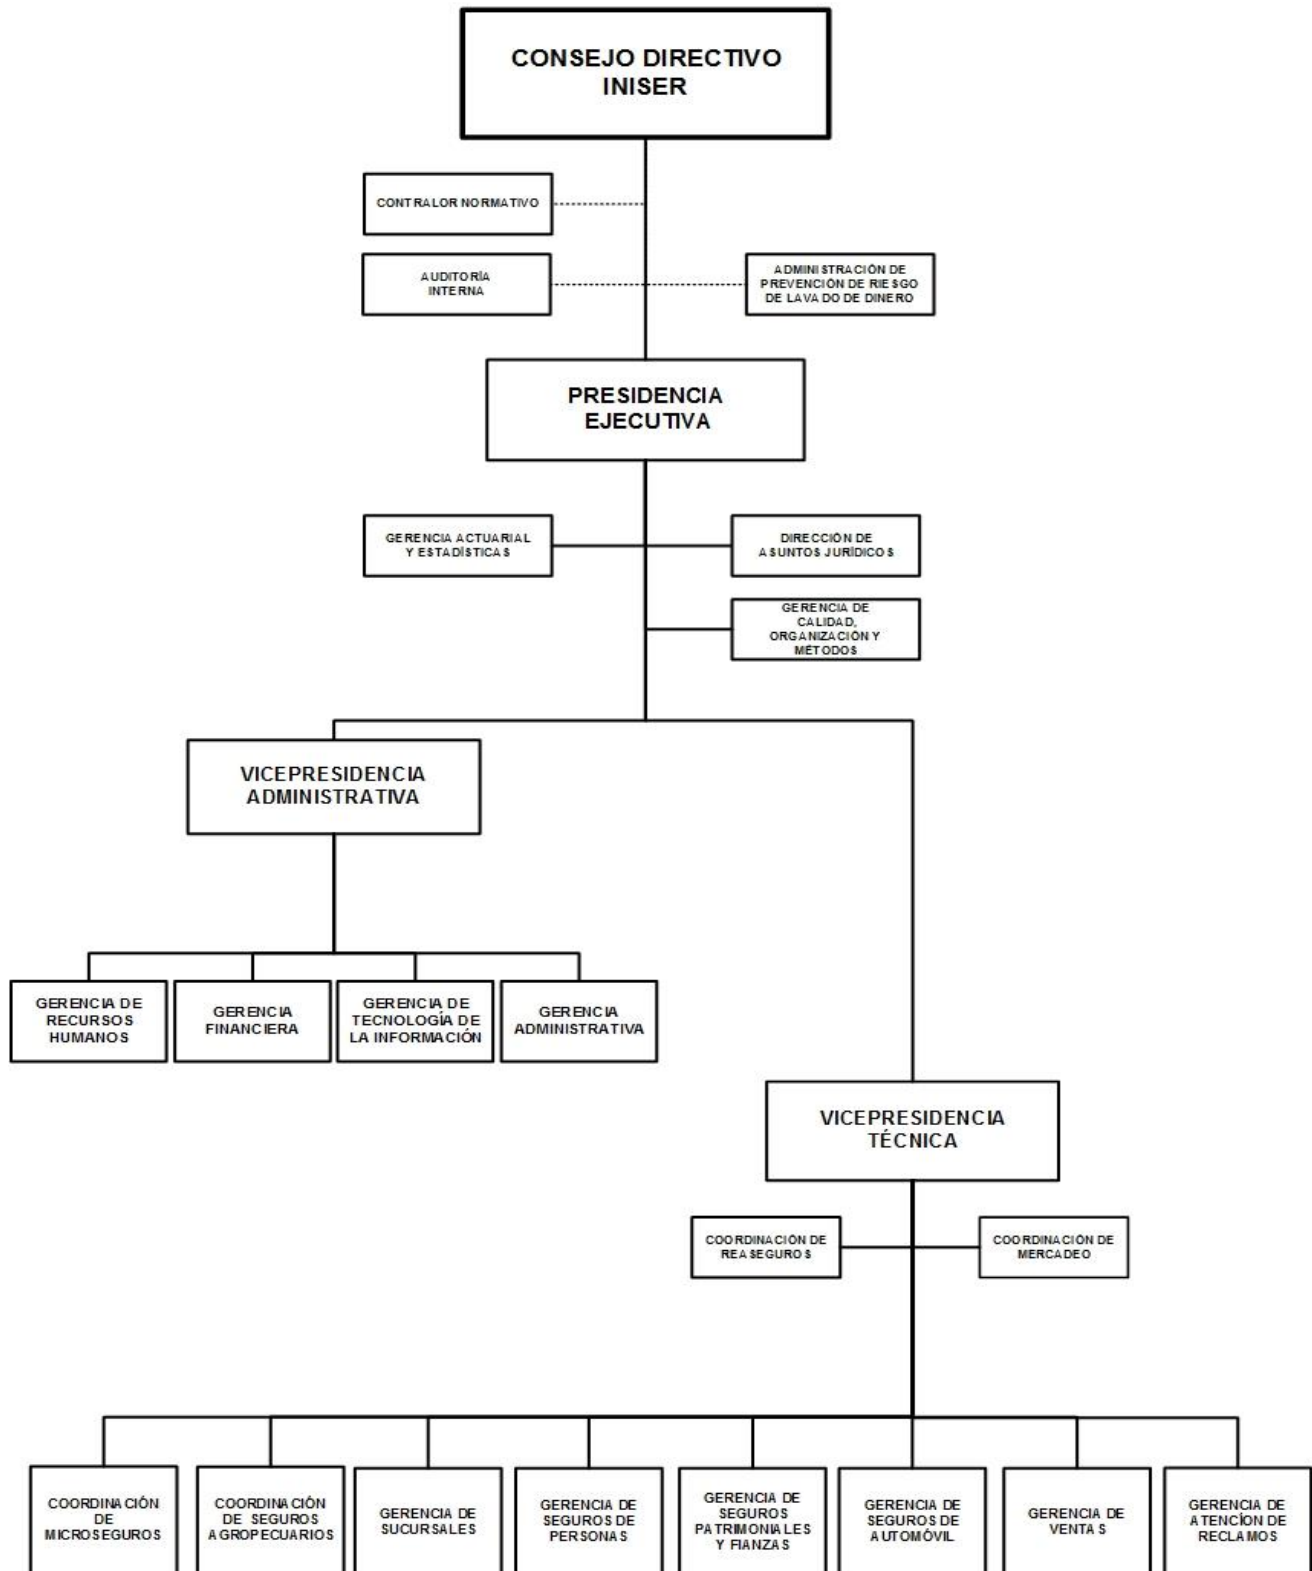 CONSEJO DIRECTIVO
INISER
CONTRALOR NORMATIVO
AUDITORÍA
INTERNA
ADMINISTRACIÓN DE
PREVENCIÓN DE RIESGO
DE LAVADO DE DINERO
PRESIDENCIA
EJECUTIVA
GERENCIA ACTUARIAL
Y ESTADÍSTICAS
DIRECCIÓN DE
ASUNTOS JURÍDICOS
GERENCIA DE
CALIDAD,
ORGANIZACIÓN Y
MÉTODOS
VICEPRESIDENCIA
ADMINISTRATIVA
GERENCIA DE
RECURSOS
HUMANOS
GERENCIA
FINANCIERA
GERENCIA DE
TECNOLOGÍA DE
LA INFORMACIÓN
GERENCIA
ADMINISTRATIVA
VICEPRESIDENCIA
TÉCNICA
COORDINACIÓN DE
REASEGUROS
COORDINACIÓN DE
MERCADEO
COORDINACIÓN
DE
MICROSEGUROS
COORDINACIÓN
DE SEGUROS
AGROPECUARIOS
GERENCIA DE
SUCURSALES
GERENCIA DE
SEGUROS DE
PERSONAS
GERENCIA DE
SEGUROS
PATRIMONIALES
Y FIANZAS
GERENCIA DE
SEGUROS DE
AUTOMÓVIL
GERENCIA DE
VENTAS
GERENCIA DE
ATENCÍON DE
RECLAMOS